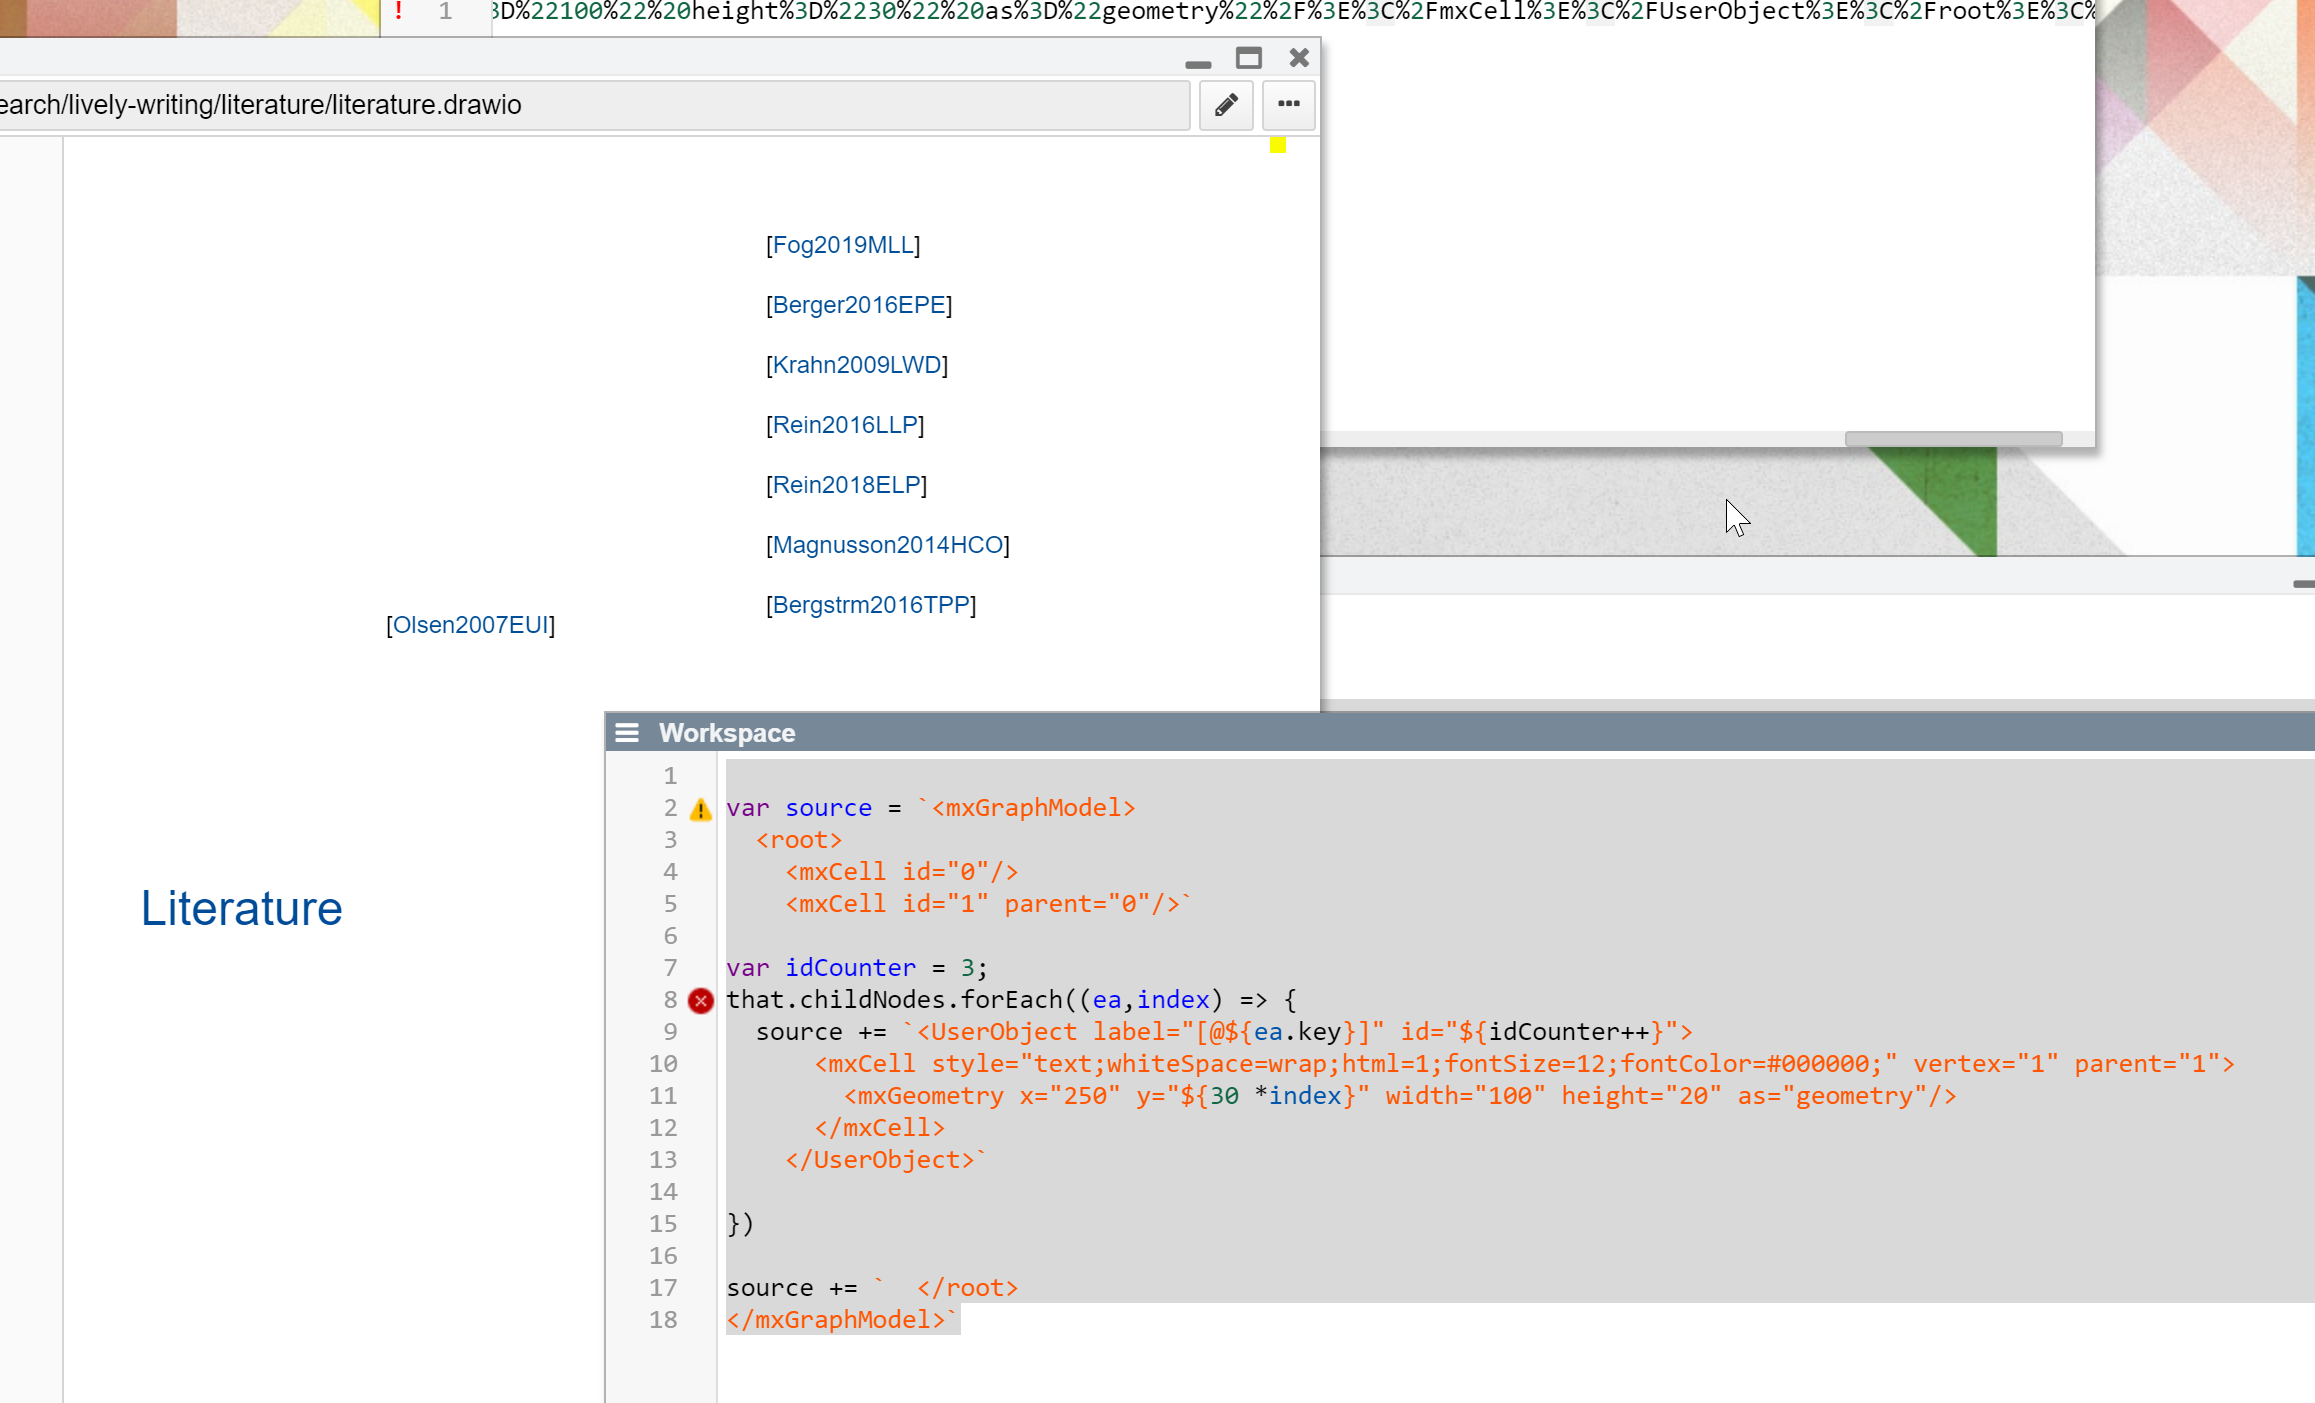 ! 1 3D%22100%22%20height%3D%2230%22%20as%3D%22geometry%22%2F%3E%3C%2FmxCell%3E%3C%2FUserObject%3E%3C%2Froot%3E%3C%
earch/lively-writing/literature/literature.drawio
[Fog2019MLL]
[Berger2016EPE]
[Krahn2009LWD]
[Rein2016LLP]
[Rein2018ELP]
[Magnusson2014HCO]
[Bergstrm2016TPP]
[Olsen2007EUI]
Literature
Workspace
1
2 var source = `<mxGraphModel>
3   <root>
4     <mxCell id="0"/>
5     <mxCell id="1" parent="0"/>`
6
7 var idCounter = 3;
8 that.childNodes.forEach((ea,index) => {
9   source += `<UserObject label="[@${ea.key}]" id="${idCounter++}">
10       <mxCell style="text;whiteSpace=wrap;html=1;fontSize=12;fontColor=#000000;" vertex="1" parent="1">
11         <mxGeometry x="250" y="${30 *index}" width="100" height="20" as="geometry"/>
12       </mxCell>
13     </UserObject>`
14
15 })
16
17 source += `  </root>
18 </mxGraphModel>`